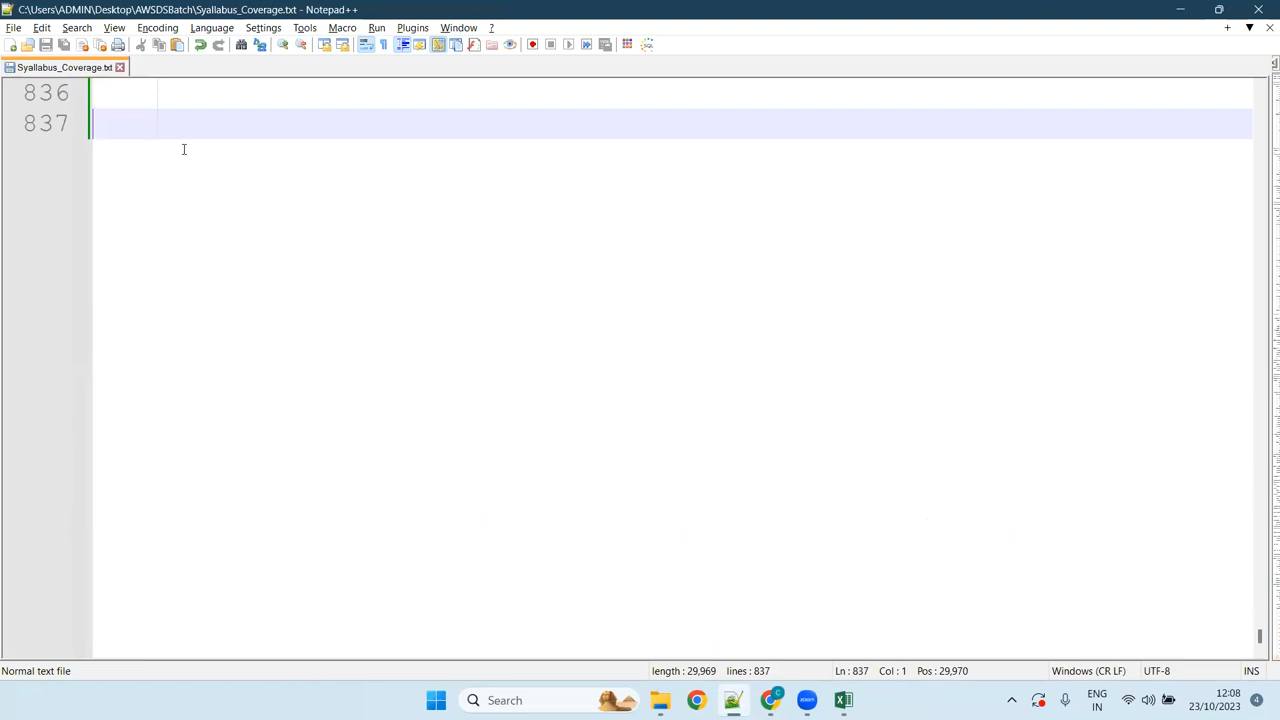 C:\Users\ADMIN\Desktop\AWSDSBatch\Syallabus_Coverage.txt - Notepad++
File Edit Search View Encoding Language Settings Tools Macro Run Plugins Window ?
Syallabus_Coverage.txt
836
837
Normal text file length : 29,969 lines : 837 Ln : 837 Col : 1 Pos : 29,970 Windows (CR LF) UTF-8 INS
Search
ENG
IN
12:08
23/10/2023
4